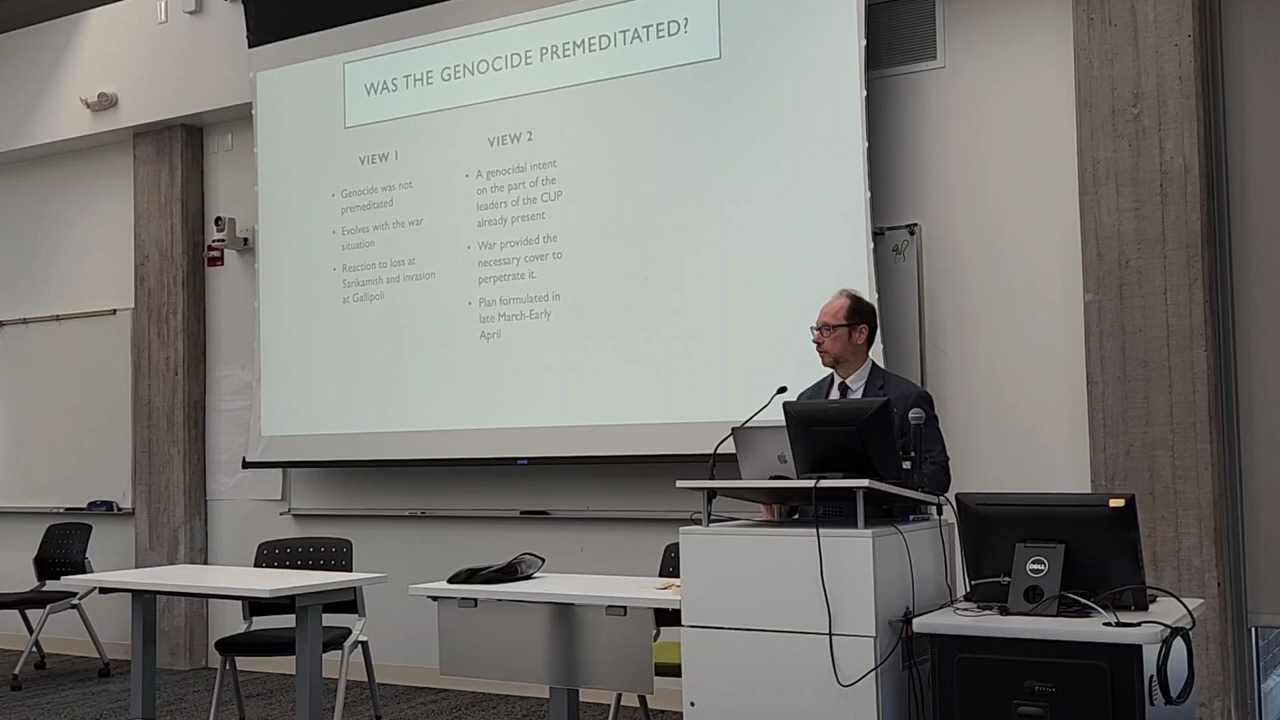 WAS THE GENOCIDE PREMEDITATED?
VIEW 1
• Genocide was not
premeditated
• Evolves with the war
situation
• Reaction to loss at
Sarikamish and invasion
at Gallipoli
VIEW 2
• A genocidal intent
on the part of the
leaders of the CUP
already present
• War provided the
necessary cover to
perpetrate it.
• Plan formulated in
late March-Early
April
DELL